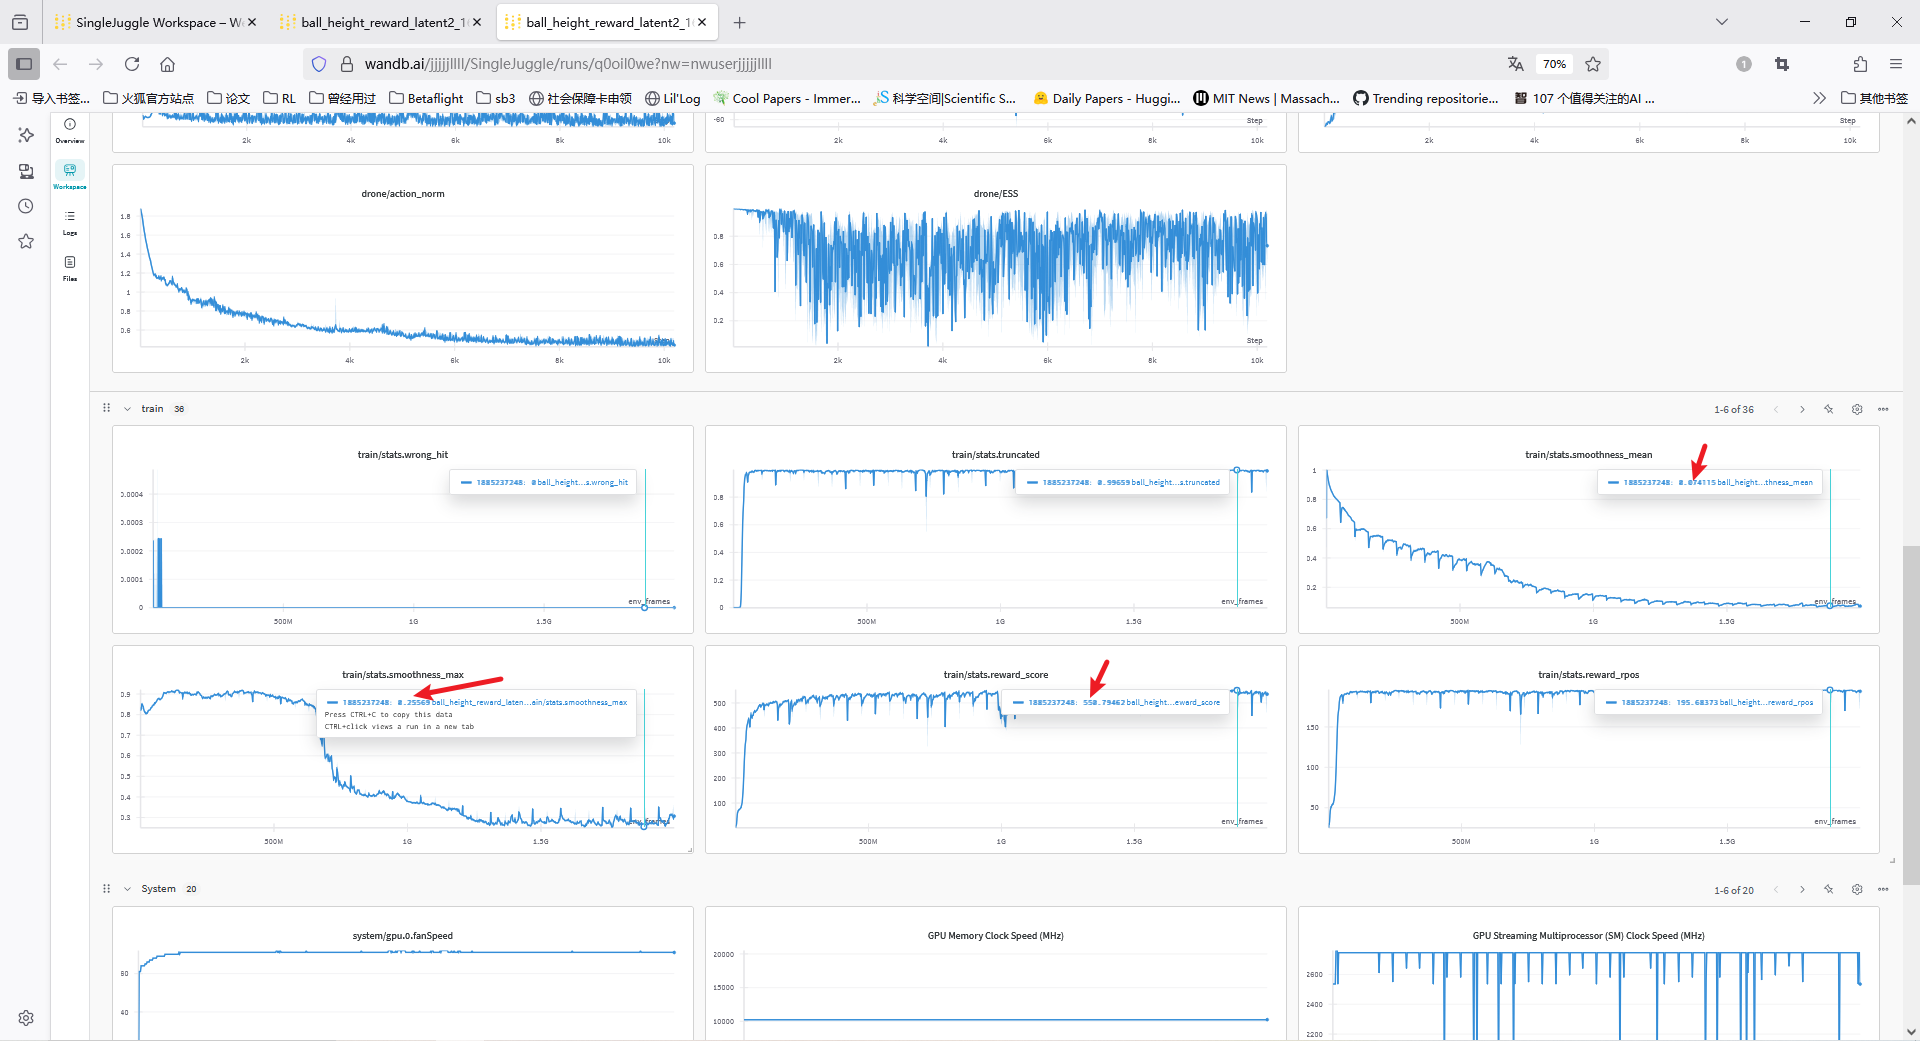 SingleJuggle Workspace – W
ball_height_reward_latent2_1
ball_height_reward_latent2_1
wandb.ai/jjjjjllll/SingleJuggle/runs/q0oil0we?nw=nwuserjjjjjllll
70%
1
导入书签...
火狐官方站点
论文
RL
曾经用过
Betaflight
sb3
社会保障卡申领
Lil'Log
Cool Papers - Immer...
科学空间|Scientific S...
Daily Papers - Huggi...
MIT News | Massach...
Trending repositorie...
107 个值得关注的AI ...
其他书签
Overview
Workspace
Logs
Files
2k 4k 6k 8k 10k
-60
Step
2k 4k 6k 8k 10k
Step
2k 4k 6k 8k 10k
drone/action_norm
1.8
1.6
1.4
1.2
1
0.8
0.6
2k 4k 6k 8k 10k
drone/ESS
0.8
0.6
0.4
0.2
Step
2k 4k 6k 8k 10k
train 36
1-6 of 36
train/stats.wrong_hit
1885237248: 0 ball_height...s.wrong_hit
0.0004
0.0003
0.0002
0.0001
0
env_frames
500M 1G 1.5G
train/stats.truncated
1885237248: 0.99659 ball_height...s.truncated
0.8
0.6
0.4
0.2
0
env_frames
500M 1G 1.5G
train/stats.smoothness_mean
1885237248: 0.074115 ball_height...thness_mean
1
0.8
0.6
0.4
0.2
env_frames
500M 1G 1.5G
train/stats.smoothness_max
1885237248: 0.25569 ball_height_reward_laten...ain/stats.smoothness_max
Press CTRL+C to copy this data
CTRL+click views a run in a new tab
0.9
0.8
0.7
0.6
0.5
0.4
0.3
env_frames
500M 1G 1.5G
train/stats.reward_score
1885237248: 550.79462 ball_height...eward_score
500
400
300
200
100
env_frames
500M 1G 1.5G
train/stats.reward_rpos
1885237248: 195.68373 ball_height...reward_rpos
150
100
50
env_frames
500M 1G 1.5G
System 20
1-6 of 20
system/gpu.0.fanSpeed
80
40
GPU Memory Clock Speed (MHz)
20000
15000
10000
GPU Streaming Multiprocessor (SM) Clock Speed (MHz)
2600
2400
2200